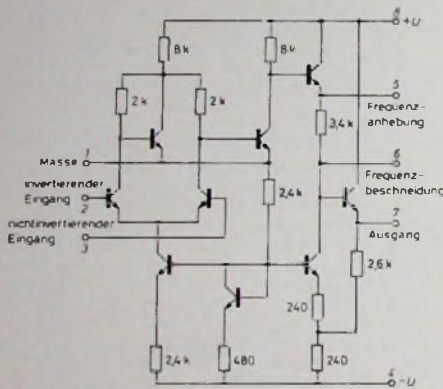 8
+U
8k
8k
2k
2k
5
Frequenz-
anhebung
3,4k
1
Masse
6
Frequenz-
beschneidung
invertierender
Eingang
2
2,4k
7
Ausgang
nichtinvertierender
Eingang
3
2,6k
240
2,4k
480
240
4
-U